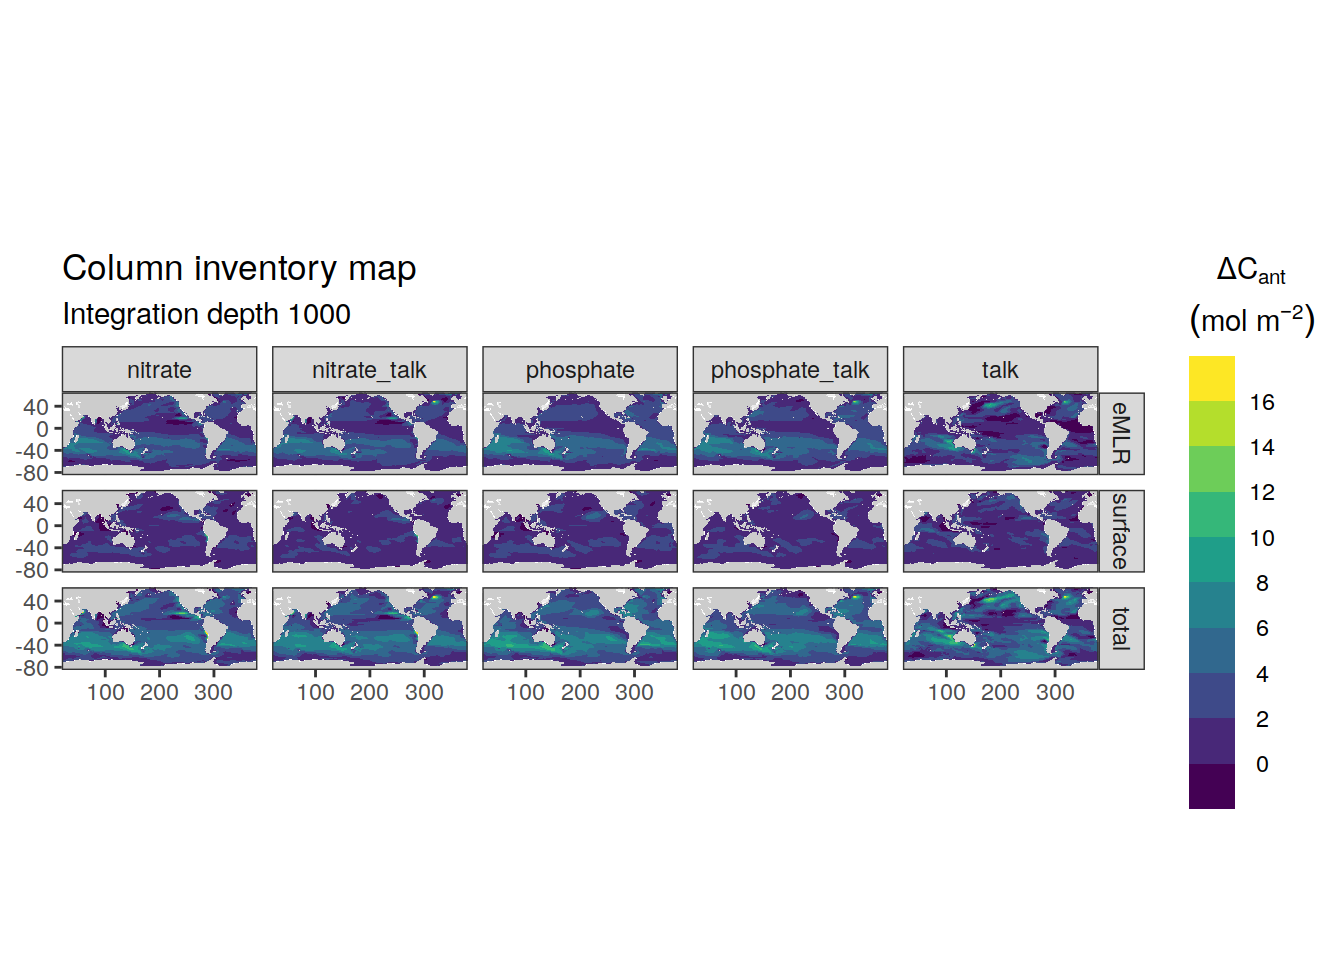 Column inventory map
Integration depth 1000
nitrate nitrate_talk phosphate phosphate_talk talk
40
0
-40
-80
eMLR
40
0
-40
-80
surface
40
0
-40
-80
total
100 200 300 100 200 300 100 200 300 100 200 300 100 200 300
ΔCant
(mol m−2)
16
14
12
10
8
6
4
2
0